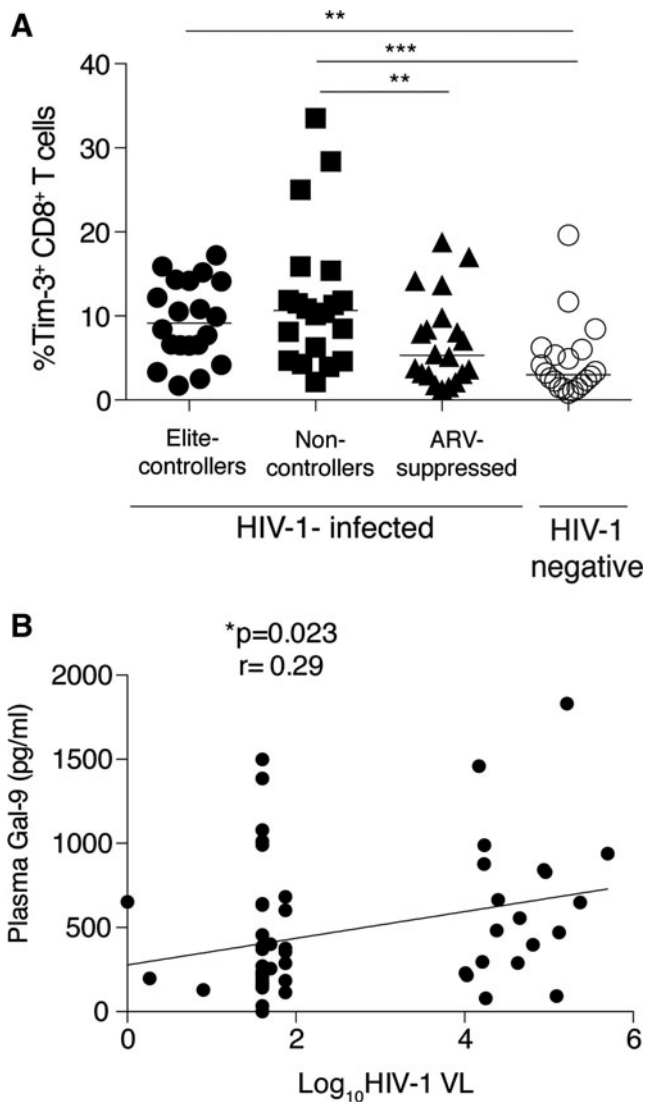 A
**
***
**
%Tim-3⁺ CD8⁺ T cells
40
30
20
10
0
Elite-
controllers
Non-
controllers
ARV-
suppressed
HIV-1- infected
HIV-1
negative
B
*p=0.023
r= 0.29
Plasma Gal-9 (pg/ml)
2000
1500
1000
500
0
0 2 4 6
Log₁₀HIV-1 VL